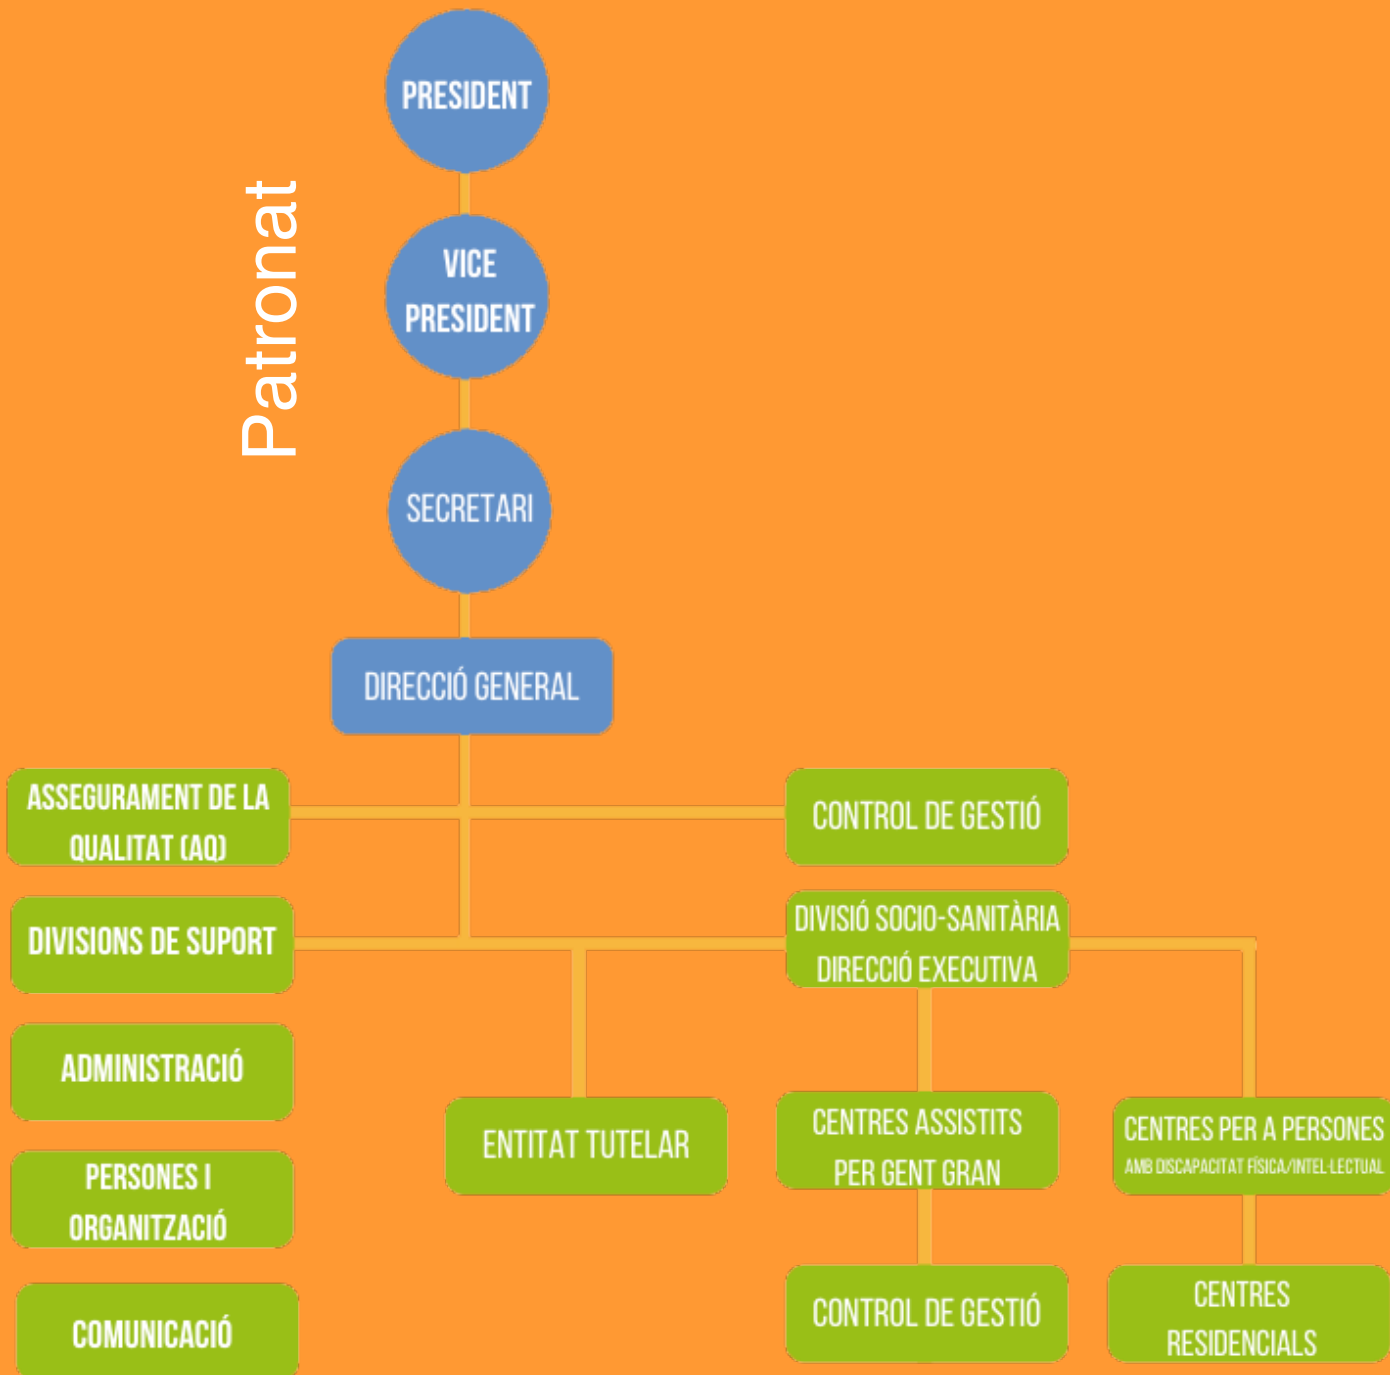 PRESIDENT
Patronat
VICE
PRESIDENT
SECRETARI
DIRECCIÓ GENERAL
ASSEGURAMENT DE LA
QUALITAT (AQ)
CONTROL DE GESTIÓ
DIVISIONS DE SUPORT
DIVISIÓ SOCIO-SANITÀRIA
DIRECCIÓ EXECUTIVA
ADMINISTRACIÓ
PERSONES I
ORGANITZACIÓ
COMUNICACIÓ
ENTITAT TUTELAR
CENTRES ASSISTITS
PER GENT GRAN
CENTRES PER A PERSONES
AMB DISCAPACITAT FÍSICA/INTEL·LECTUAL
CONTROL DE GESTIÓ
CENTRES
RESIDENCIALS